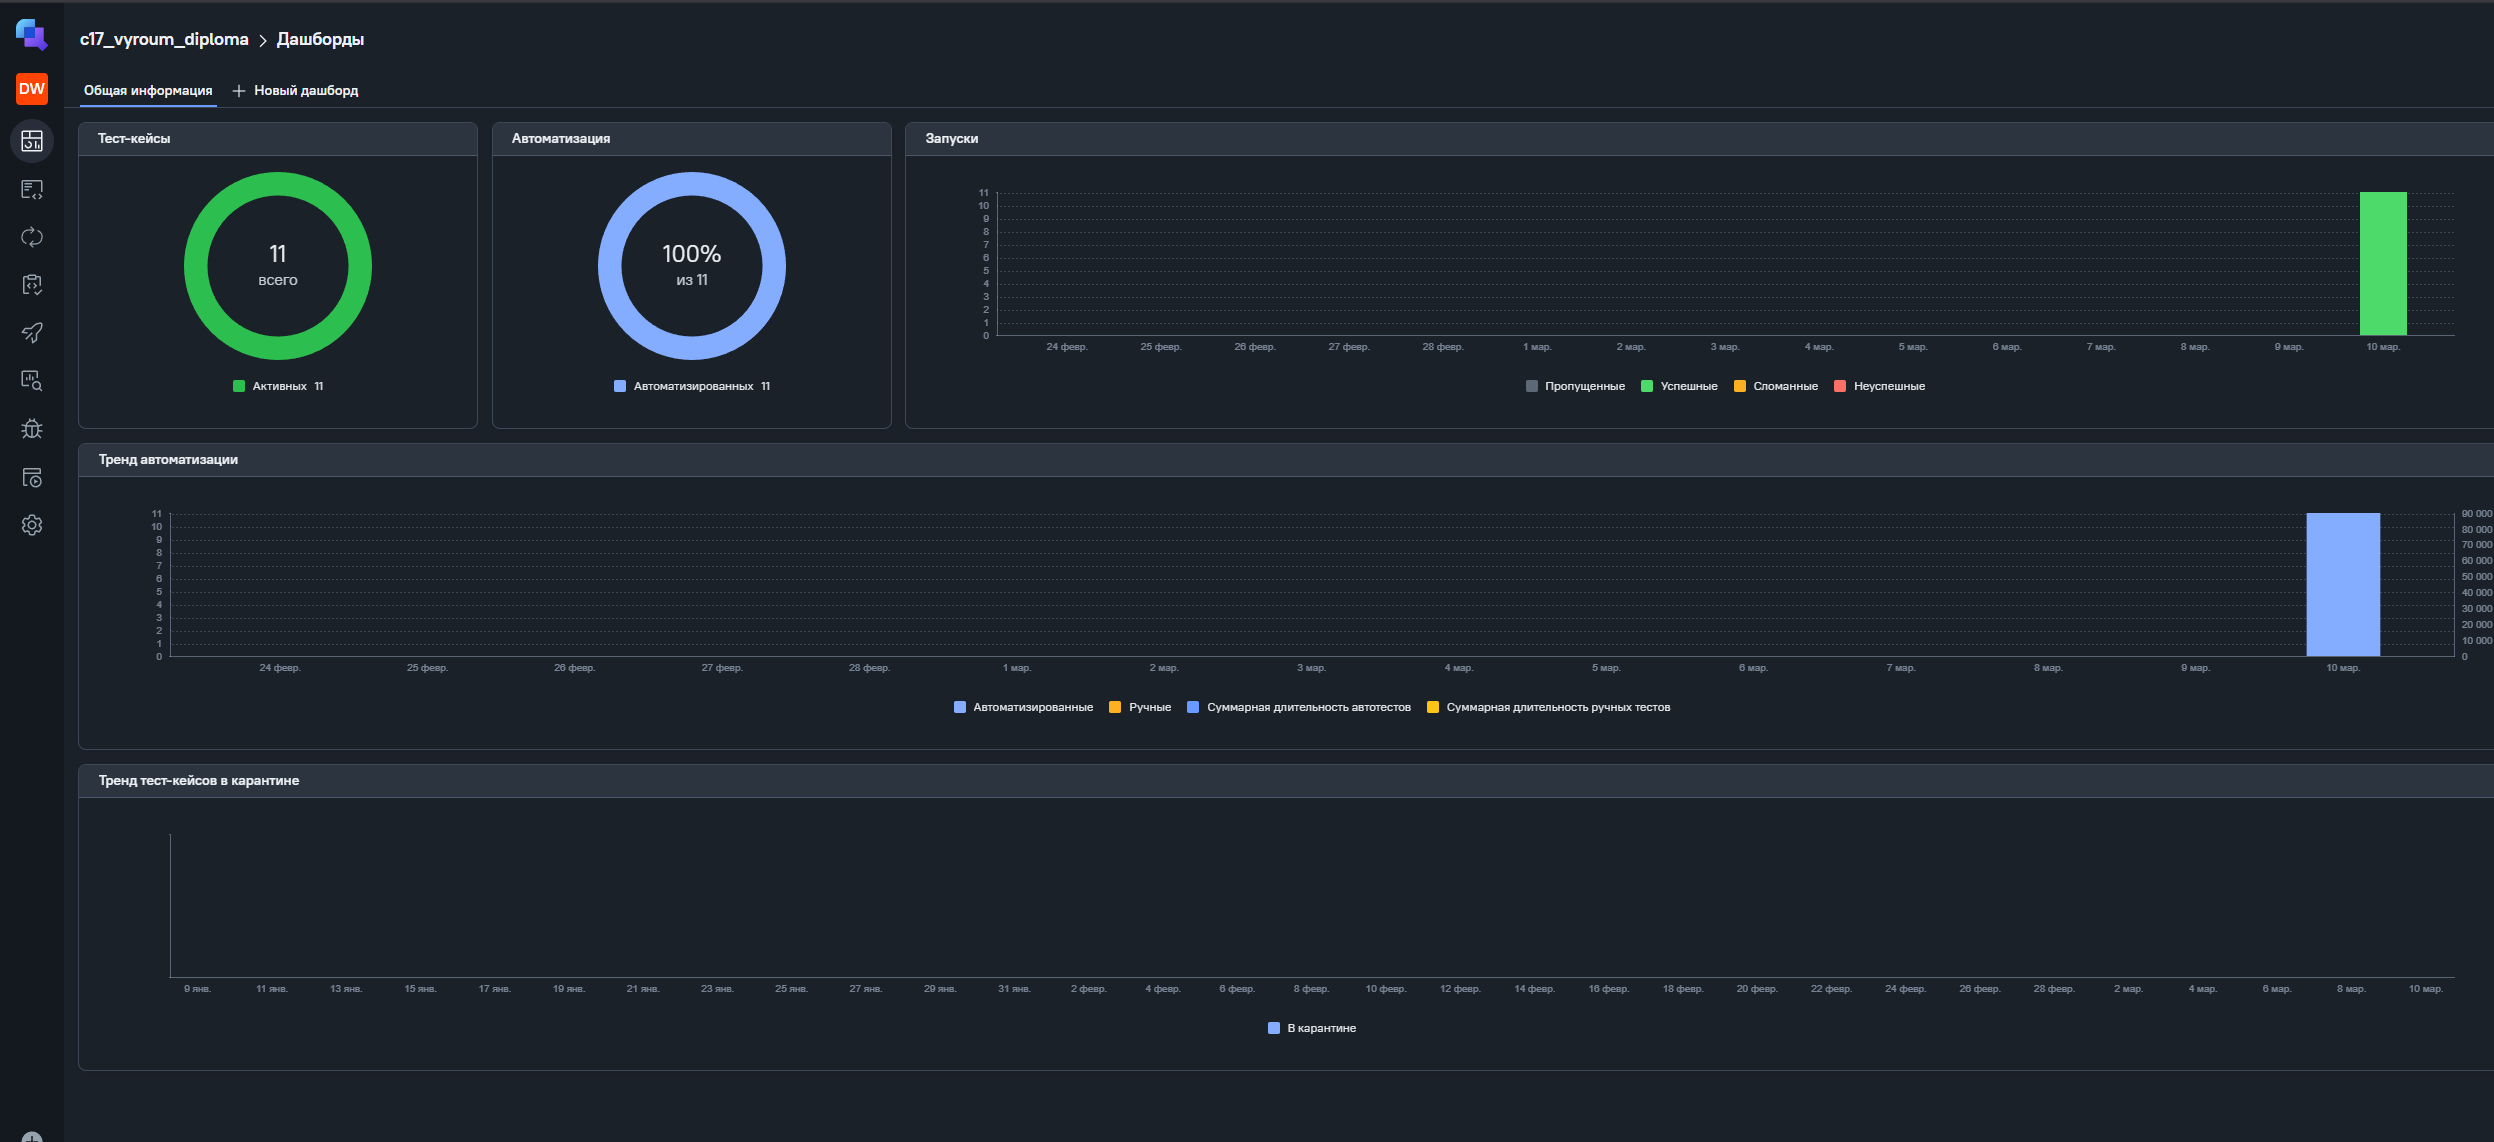 c17_vyroum_diploma > Дашборды
DW
Общая информация + Новый дашборд
Тест-кейсы
11
всего
Активных 11
Автоматизация
100%
из 11
Автоматизированных 11
Запуски
11
10
9
8
7
6
5
4
3
2
1
0
24 февр. 25 февр. 26 февр. 27 февр. 28 февр. 1 мар. 2 мар. 3 мар. 4 мар. 5 мар. 6 мар. 7 мар. 8 мар. 9 мар. 10 мар.
Пропущенные Успешные Сломанные Неуспешные
Тренд автоматизации
11
10
9
8
7
6
5
4
3
2
1
0
90 000
80 000
70 000
60 000
50 000
40 000
30 000
20 000
10 000
0
24 февр. 25 февр. 26 февр. 27 февр. 28 февр. 1 мар. 2 мар. 3 мар. 4 мар. 5 мар. 6 мар. 7 мар. 8 мар. 9 мар. 10 мар.
Автоматизированные Ручные Суммарная длительность автотестов Суммарная длительность ручных тестов
Тренд тест-кейсов в карантине
9 янв. 11 янв. 13 янв. 15 янв. 17 янв. 19 янв. 21 янв. 23 янв. 25 янв. 27 янв. 29 янв. 31 янв. 2 февр. 4 февр. 6 февр. 8 февр. 10 февр. 12 февр. 14 февр. 16 февр. 18 февр. 20 февр. 22 февр. 24 февр. 26 февр. 28 февр. 2 мар. 4 мар. 6 мар. 8 мар. 10 мар.
В карантине